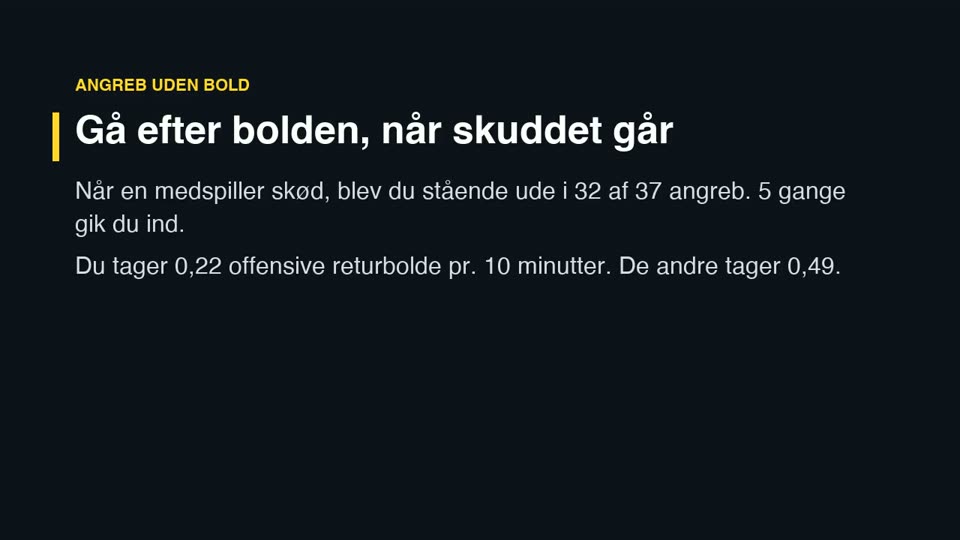 ANGREB UDEN BOLD
Gå efter bolden, når skuddet går
Når en medspiller skød, blev du stående ude i 32 af 37 angreb. 5 gange
gik du ind.
Du tager 0,22 offensive returbolde pr. 10 minutter. De andre tager 0,49.